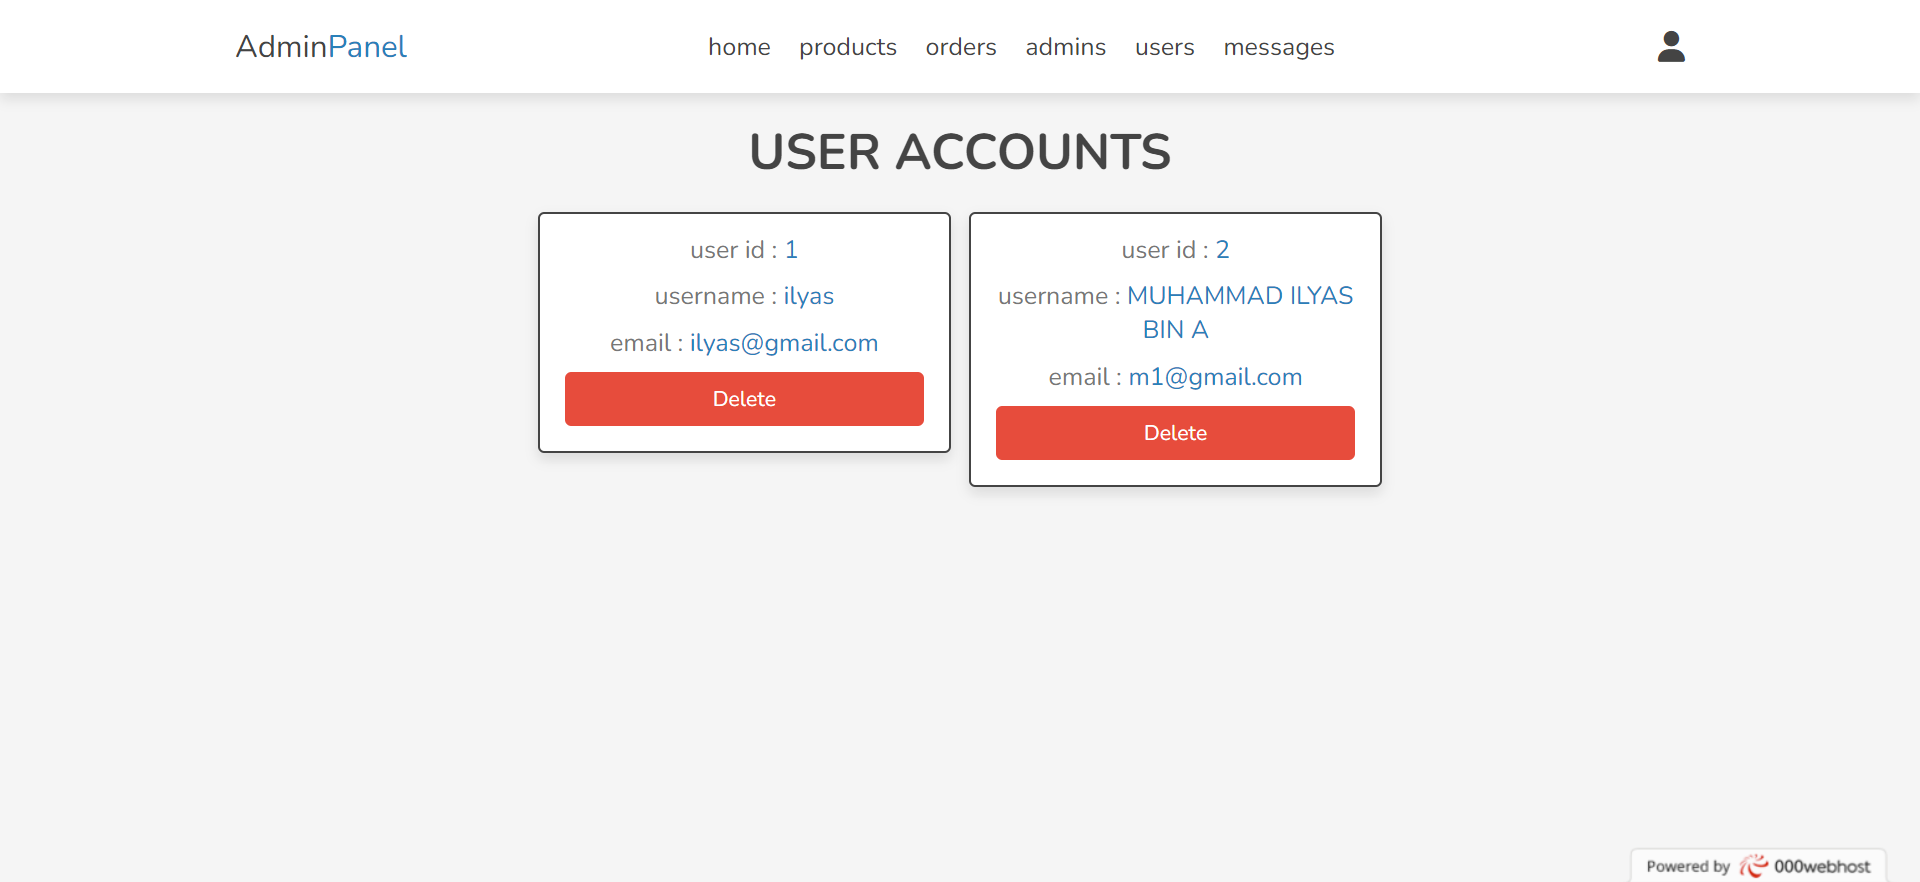 AdminPanel
home products orders admins users messages
USER ACCOUNTS
user id : 1
username : ilyas
email : ilyas@gmail.com
Delete
user id : 2
username : MUHAMMAD ILYAS
BIN A
email : m1@gmail.com
Delete
Powered by 000webhost